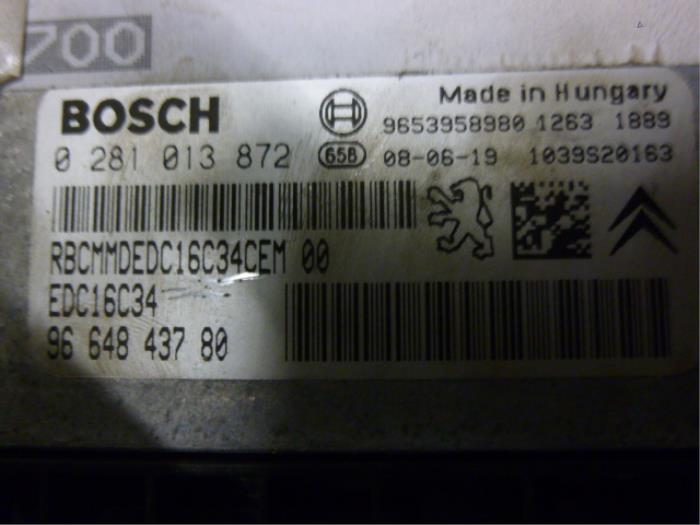 700
BOSCH
Made in Hungary
9653958980 1263 1889
0 281 013 872 65B 08-06-19 1039S20163
RBCMMDEDC16C34CEM 00
EDC16C34
96 648 437 80